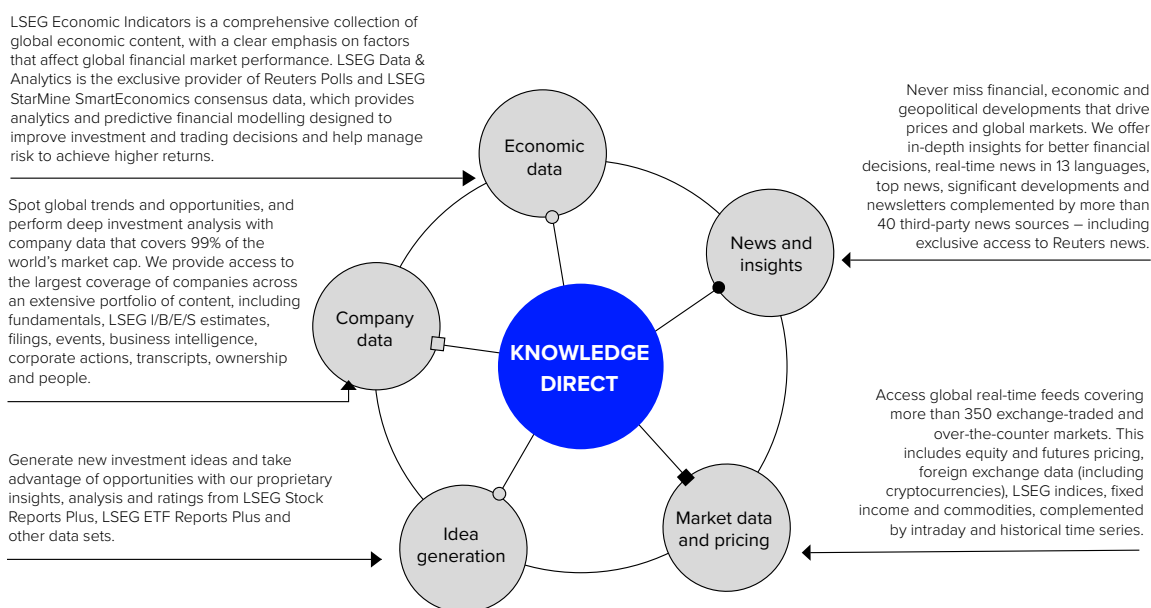 LSEG Economic Indicators is a comprehensive collection of
global economic content, with a clear emphasis on factors
that affect global financial market performance. LSEG Data &
Analytics is the exclusive provider of Reuters Polls and LSEG
StarMine SmartEconomics consensus data, which provides
analytics and predictive financial modelling designed to
improve investment and trading decisions and help manage
risk to achieve higher returns.
Spot global trends and opportunities, and
perform deep investment analysis with
company data that covers 99% of the
world's market cap. We provide access to
the largest coverage of companies across
an extensive portfolio of content, including
fundamentals, LSEG I/B/E/S estimates,
filings, events, business intelligence,
corporate actions, transcripts, ownership
and people.
Generate new investment ideas and take
advantage of opportunities with our proprietary
insights, analysis and ratings from LSEG Stock
Reports Plus, LSEG ETF Reports Plus and
other data sets.
Economic
data
News and
insights
Company
data
KNOWLEDGE
DIRECT
Idea
generation
Market data
and pricing
Never miss financial, economic and
geopolitical developments that drive
prices and global markets. We offer
in-depth insights for better financial
decisions, real-time news in 13 languages,
top news, significant developments and
newsletters complemented by more than
40 third-party news sources – including
exclusive access to Reuters news.
Access global real-time feeds covering
more than 350 exchange-traded and
over-the-counter markets. This
includes equity and futures pricing,
foreign exchange data (including
cryptocurrencies), LSEG indices, fixed
income and commodities, complemented
by intraday and historical time series.